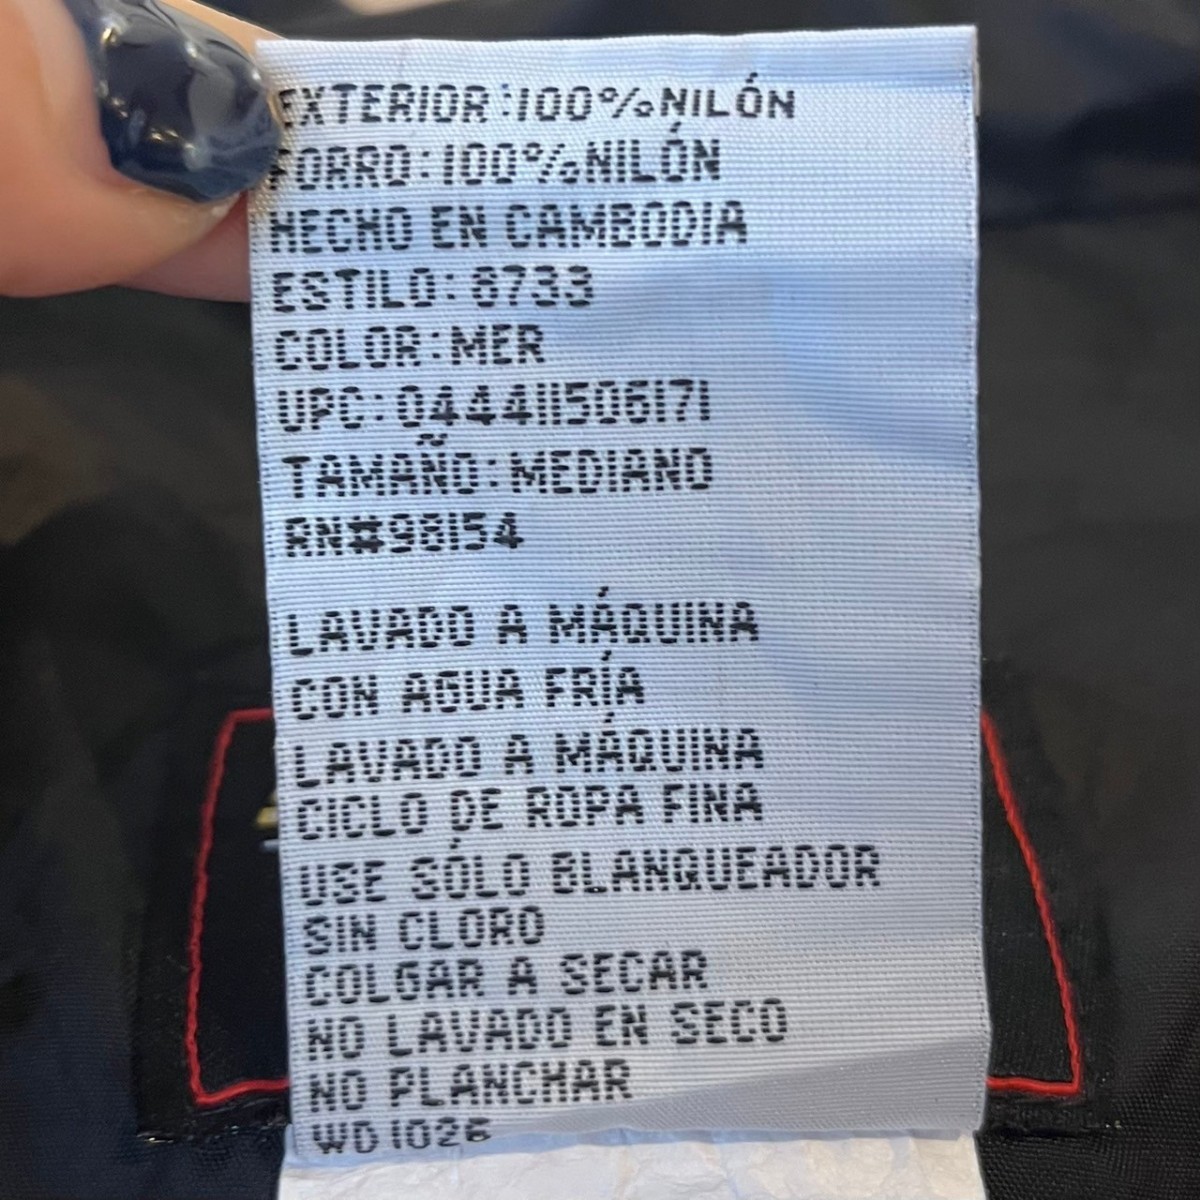 EXTERIOR:100%NILÓN
FORRO:100%NILÓN
HECHO EN CAMBODIA
ESTILO:8733
COLOR:MER
UPC:044411506171
TAMAÑO:MEDIANO
RN#98154
LAVADO A MÁQUINA
CON AGUA FRÍA
LAVADO A MÁQUINA
CICLO DE ROPA FINA
USE SÓLO BLANQUEADOR
SIN CLORO
COLGAR A SECAR
NO LAVADO EN SECO
NO PLANCHAR
WD1026